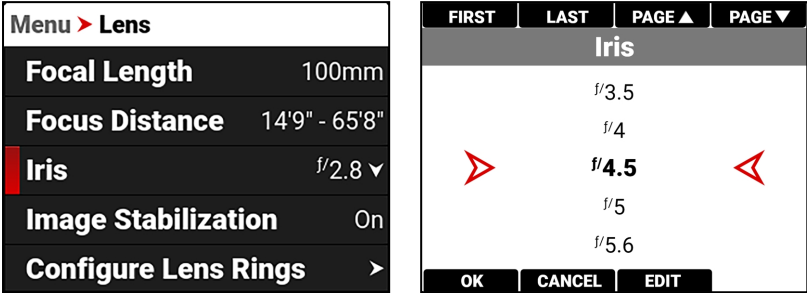 Menu > Lens
Focal Length 100mm
Focus Distance 14'9" - 65'8"
Iris ƒ/2.8
Image Stabilization On
Configure Lens Rings >
FIRST LAST PAGE▲ PAGE▼
Iris
ƒ/3.5
ƒ/4
ƒ/4.5
ƒ/5
ƒ/5.6
OK CANCEL EDIT